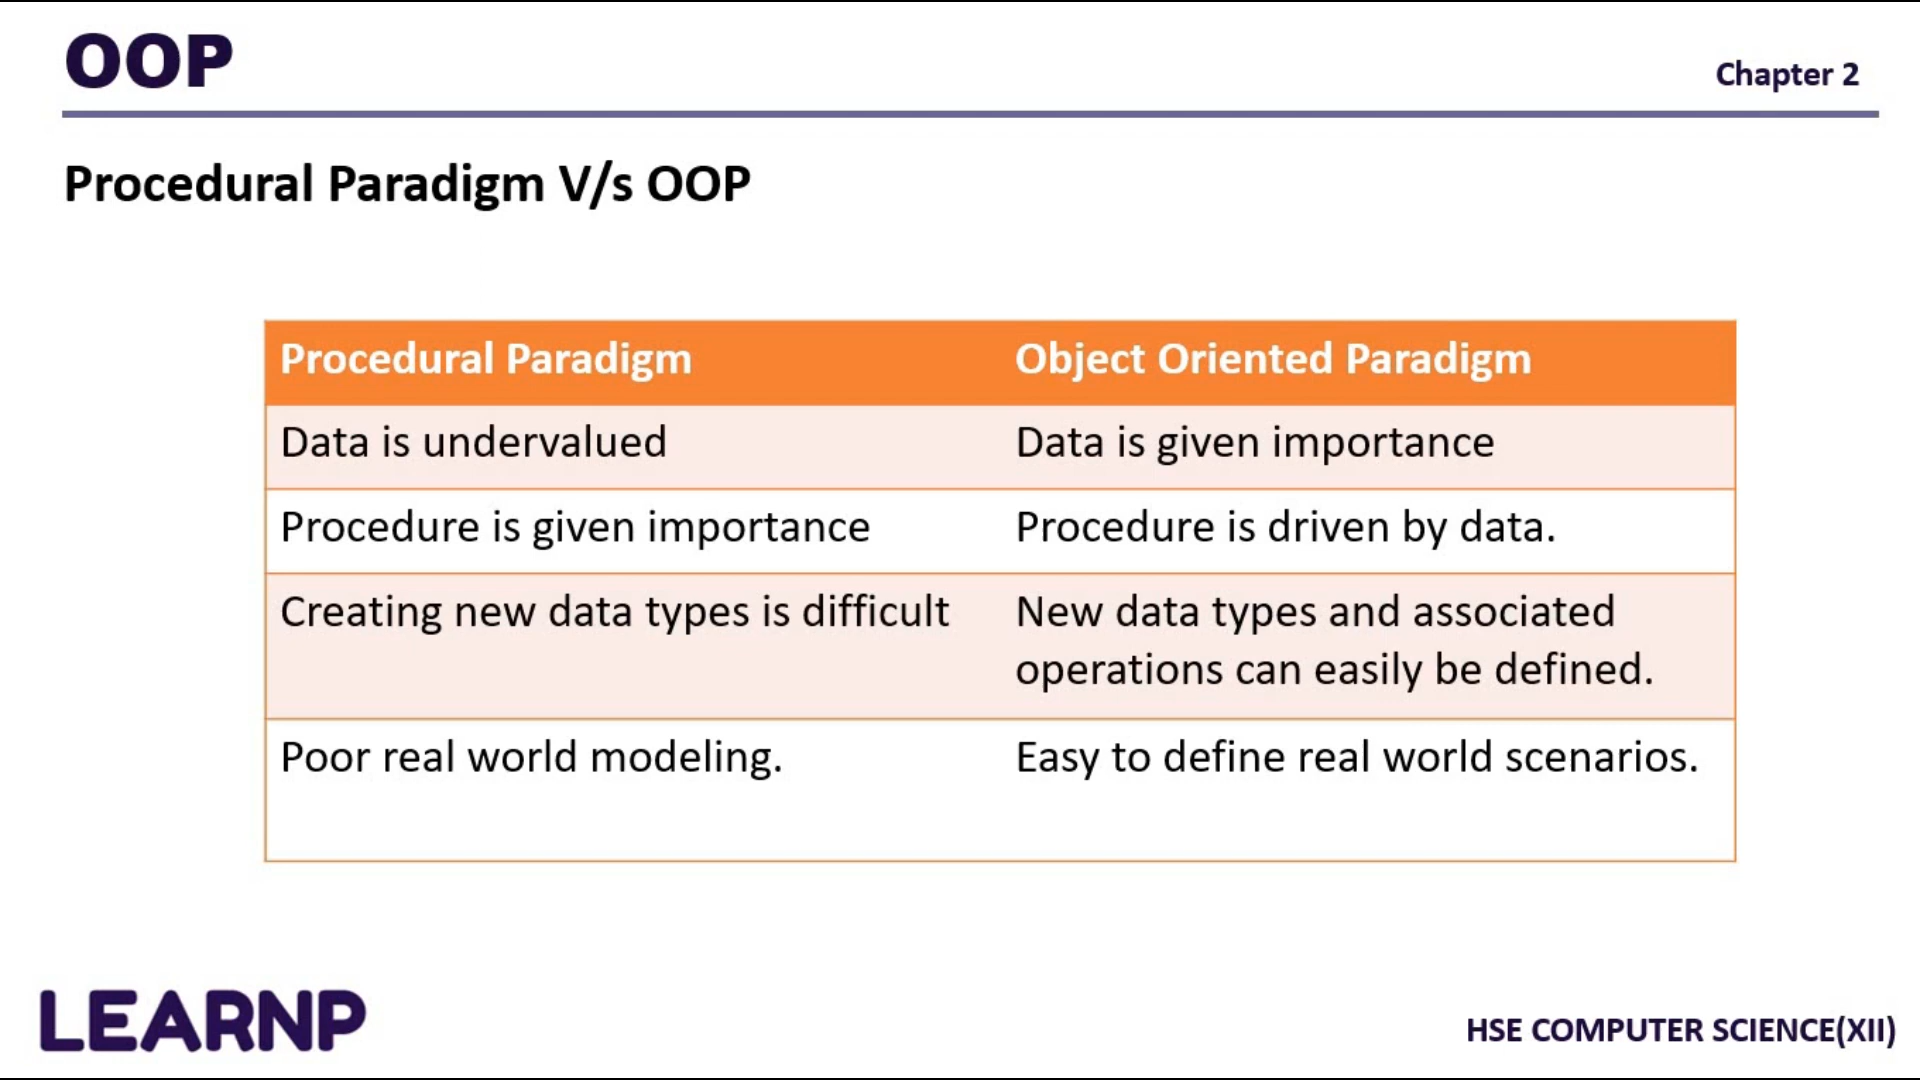 OOP
Chapter 2
Procedural Paradigm V/s OOP
Procedural Paradigm
Object Oriented Paradigm
Data is undervalued
Data is given importance
Procedure is given importance
Procedure is driven by data.
Creating new data types is difficult
New data types and associated
operations can easily be defined.
Poor real world modeling.
Easy to define real world scenarios.
LEARNP
HSE COMPUTER SCIENCE(XII)